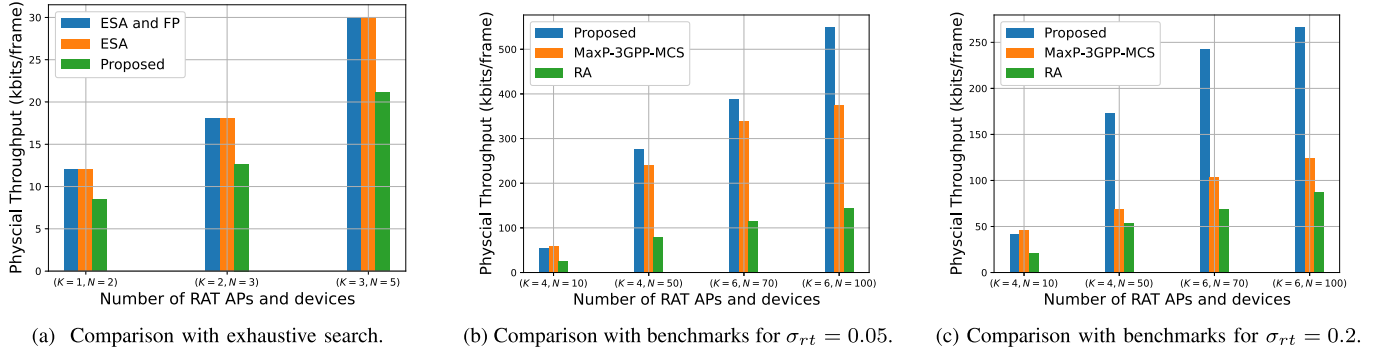 Physcial Throughput (kbits/frame)
30
25
20
15
10
5
0
ESA and FP
ESA
Proposed
(K = 1, N = 2)
(K = 2, N = 3)
(K = 3, N = 5)
Number of RAT APs and devices
(a) Comparison with exhaustive search.
Physcial Throughput (kbits/frame)
500
400
300
200
100
0
Proposed
MaxP-3GPP-MCS
RA
(K = 4, N = 10)
(K = 4, N = 50)
(K = 6, N = 70)
(K = 6, N = 100)
Number of RAT APs and devices
(b) Comparison with benchmarks for σ_rt = 0.05.
Physcial Throughput (kbits/frame)
250
200
150
100
50
0
Proposed
MaxP-3GPP-MCS
RA
(K = 4, N = 10)
(K = 4, N = 50)
(K = 6, N = 70)
(K = 6, N = 100)
Number of RAT APs and devices
(c) Comparison with benchmarks for σ_rt = 0.2.